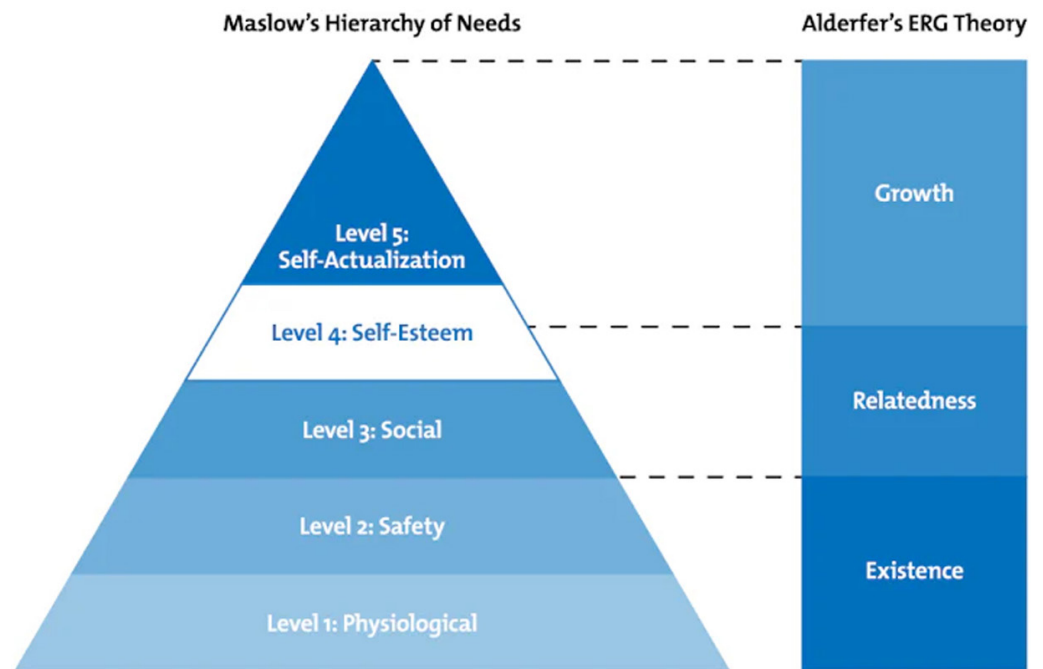 Maslow's Hierarchy of Needs
Alderfer's ERG Theory
Level 5:
Self-Actualization
Level 4: Self-Esteem
Level 3: Social
Level 2: Safety
Level 1: Physiological
Growth
Relatedness
Existence